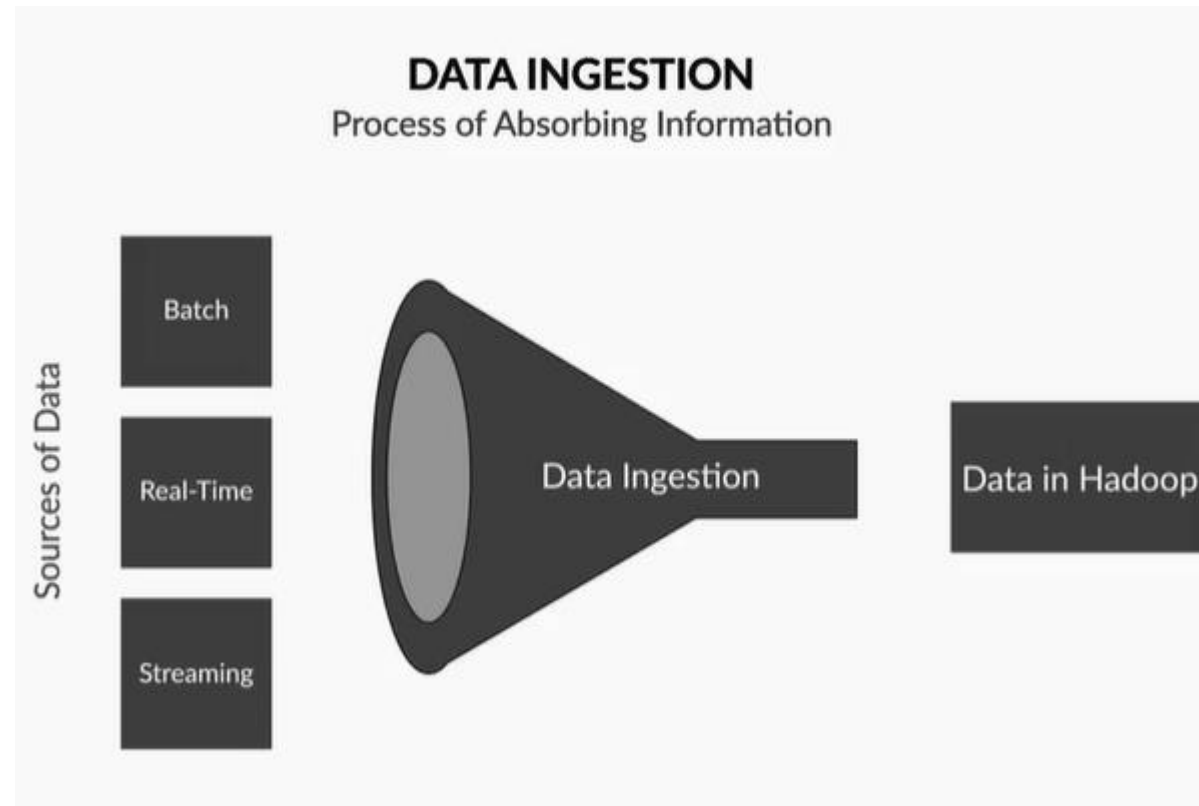 DATA INGESTION
Process of Absorbing Information
Sources of Data
Batch
Real-Time
Streaming
Data Ingestion
Data in Hadoop